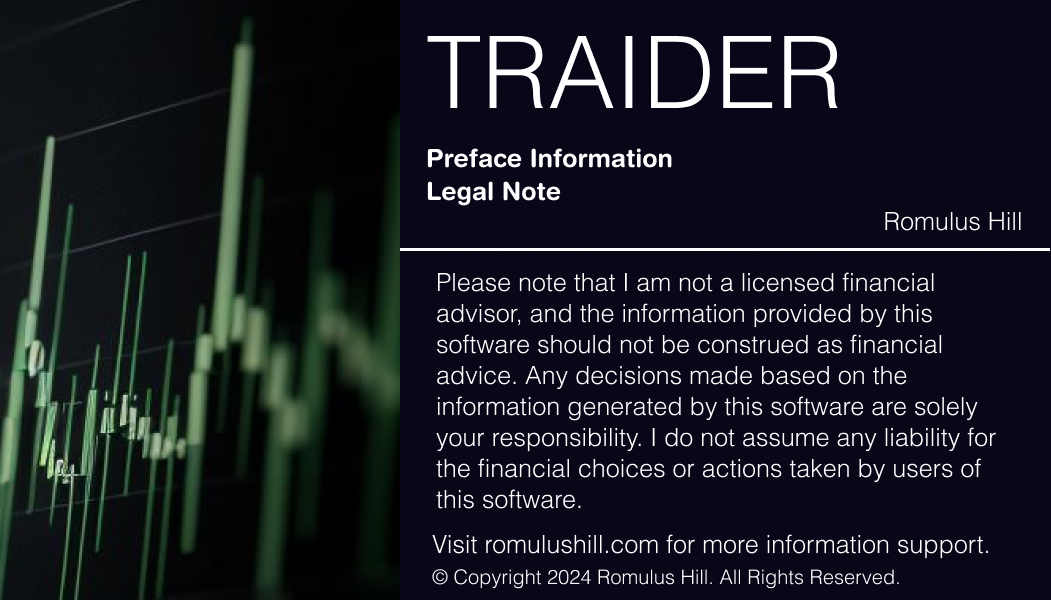 TRAIDER
Preface Information
Legal Note
Romulus Hill
Please note that I am not a licensed financial
advisor, and the information provided by this
software should not be construed as financial
advice. Any decisions made based on the
information generated by this software are solely
your responsibility. I do not assume any liability for
the financial choices or actions taken by users of
this software.
Visit romulushill.com for more information support.
© Copyright 2024 Romulus Hill. All Rights Reserved.